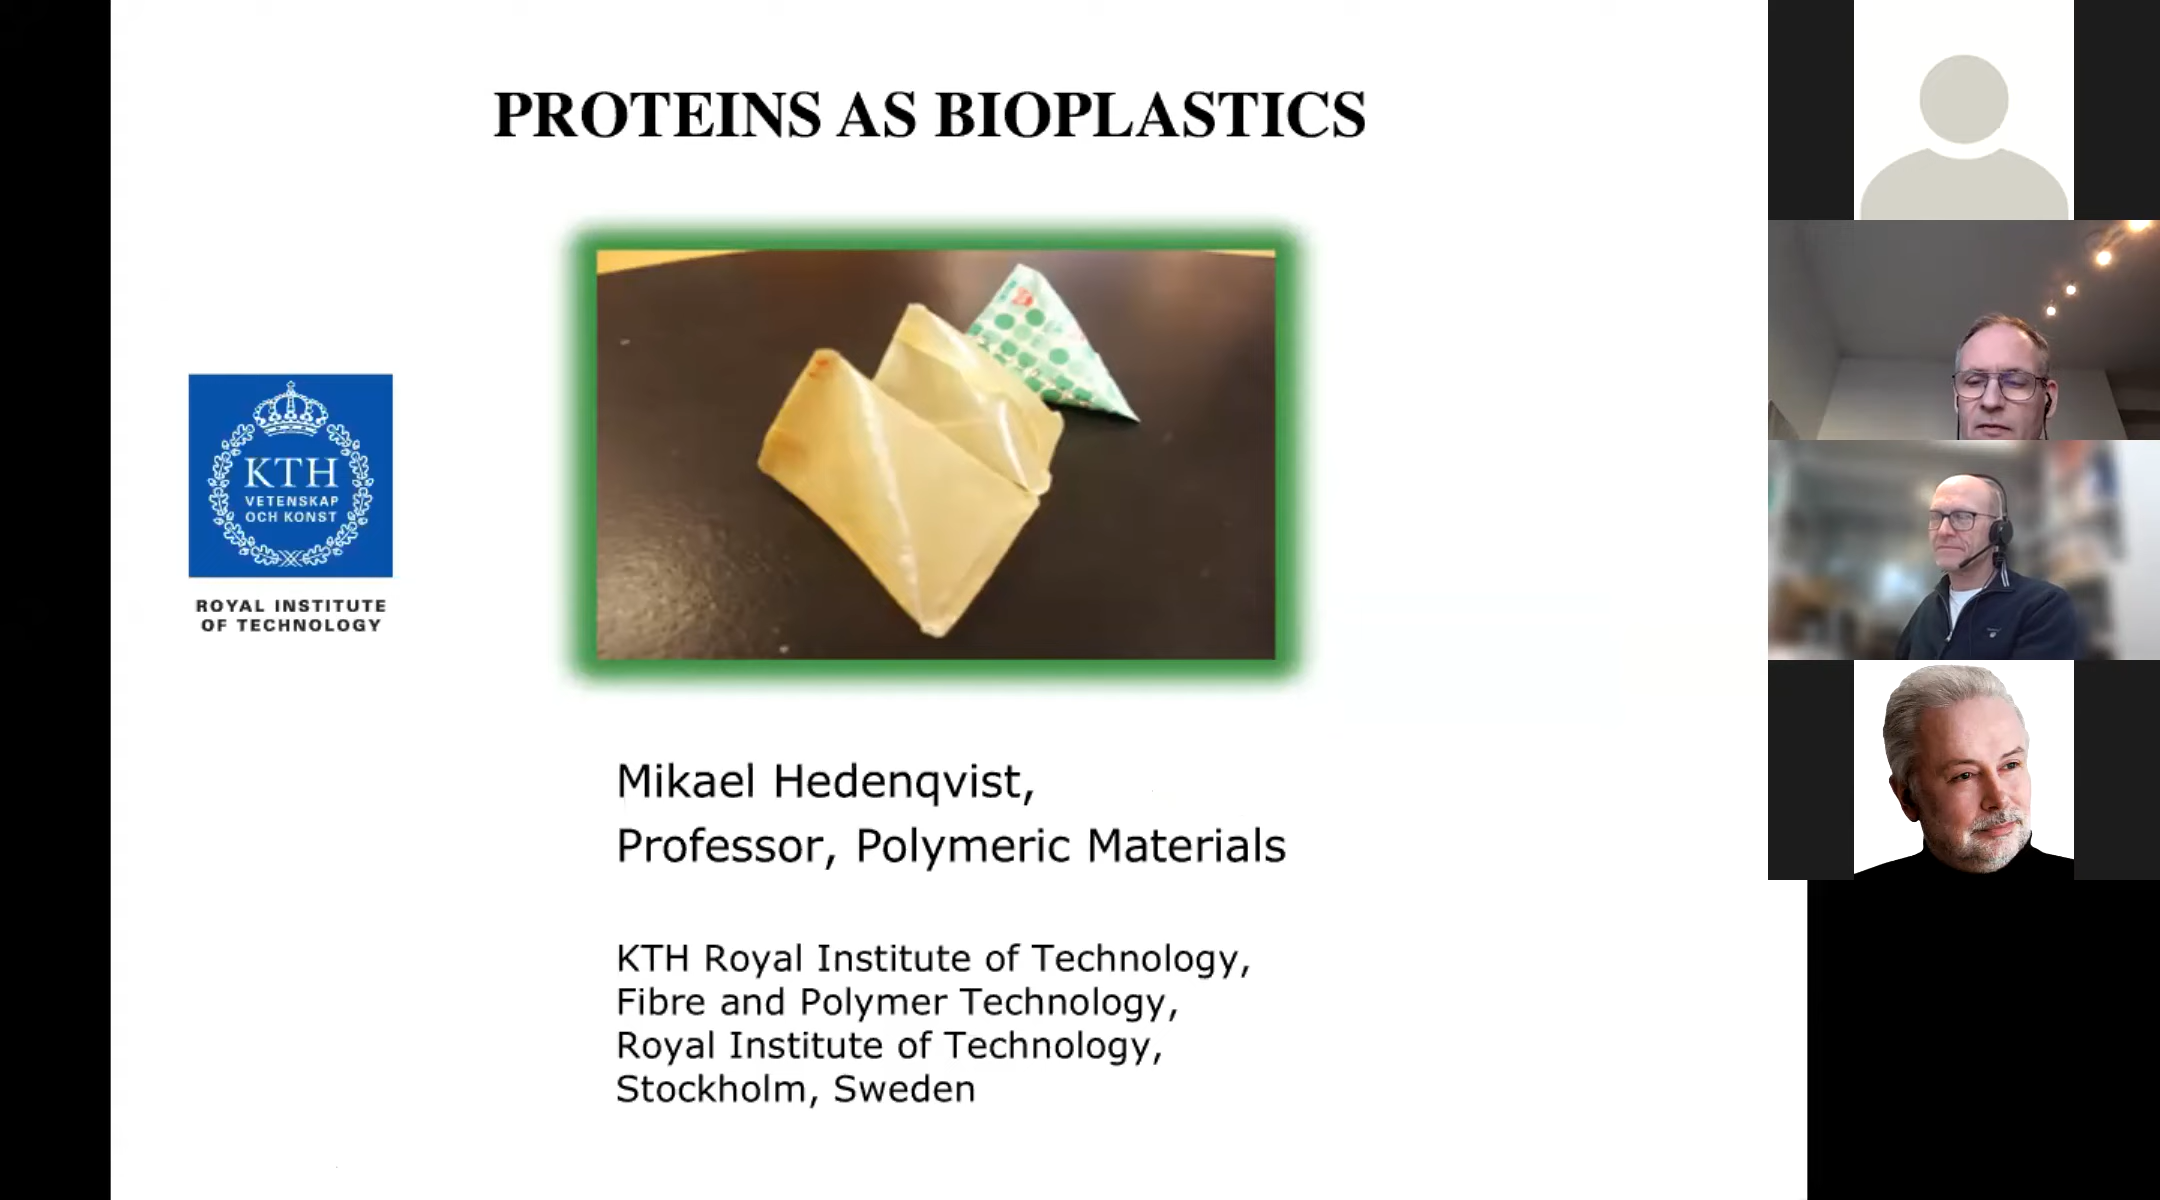 PROTEINS AS BIOPLASTICS
KTH
VETENSKAP
OCH KONST
ROYAL INSTITUTE
OF TECHNOLOGY
Mikael Hedenqvist,
Professor, Polymeric Materials
KTH Royal Institute of Technology,
Fibre and Polymer Technology,
Royal Institute of Technology,
Stockholm, Sweden